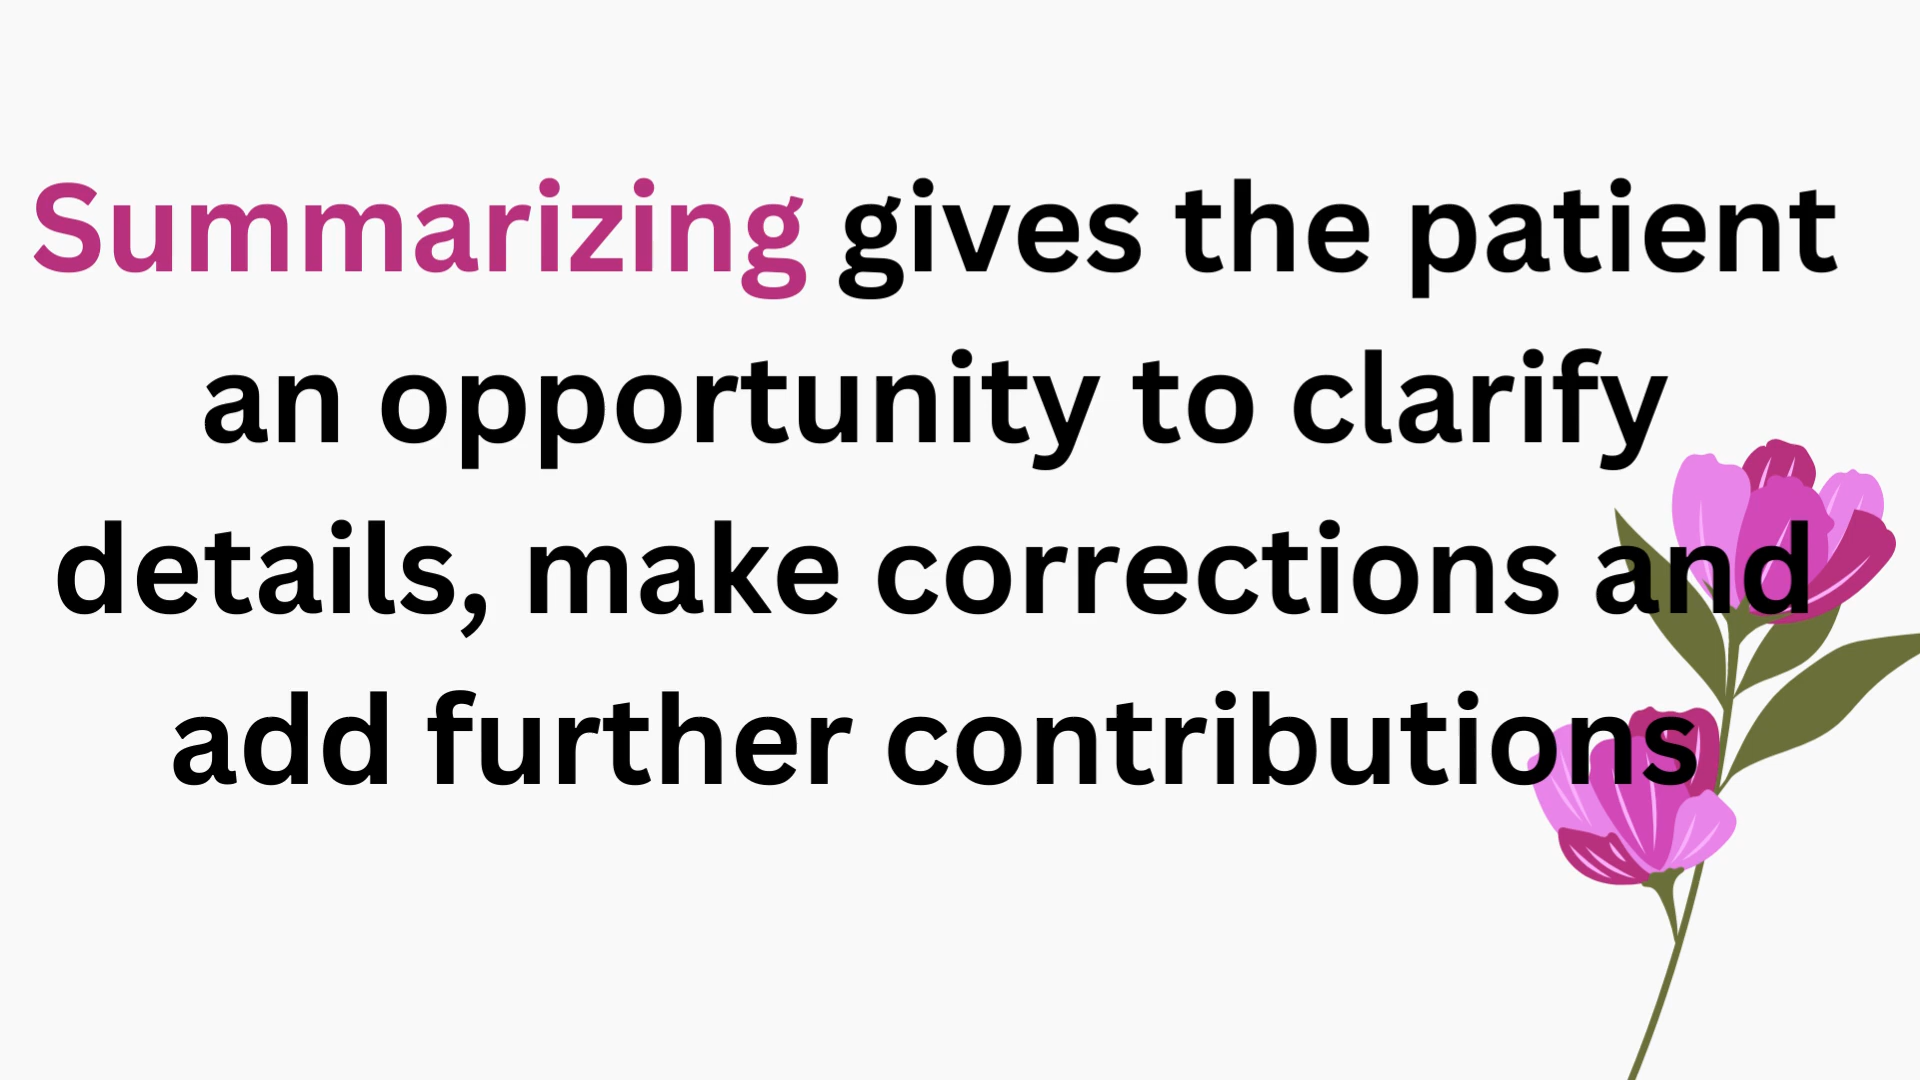 Summarizing gives the patient
an opportunity to clarify
details, make corrections and
add further contributions